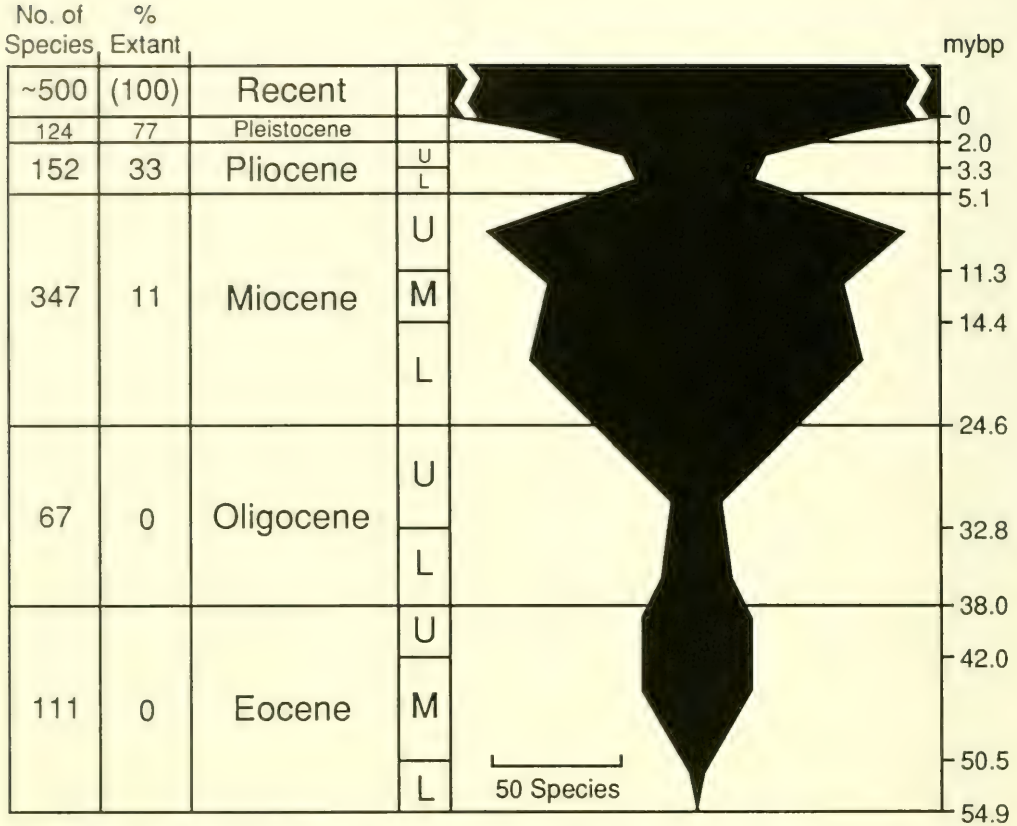 No. of %
Species Extant mybp
~500 (100) Recent
0
124 77 Pleistocene
2.0
152 33 Pliocene U
3.3
L
5.1
U
11.3
347 11 Miocene M
14.4
L
24.6
U
67 0 Oligocene
32.8
L
38.0
U
42.0
111 0 Eocene M
50.5
50 Species L
54.9